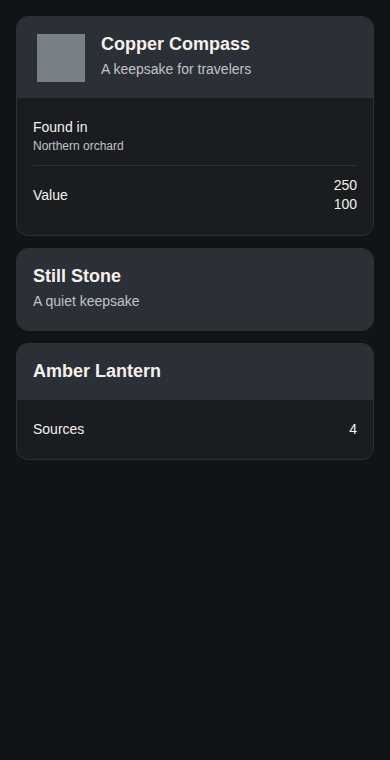 Copper Compass
A keepsake for travelers
Found in
Northern orchard
Value
250
100
Still Stone
A quiet keepsake
Amber Lantern
Sources
4